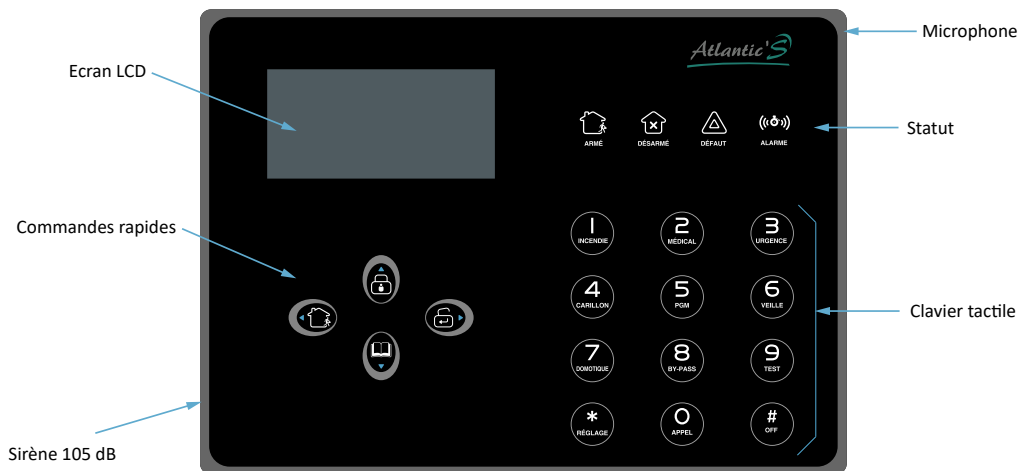 Microphone
Atlantic'S
Ecran LCD
Statut
ARMÉ DÉSARMÉ DÉFAUT ALARME
Commandes rapides
1 2 3
INCENDIE MÉDICAL URGENCE
4 5 6
CARILLON PGM VEILLE
Clavier tactile
7 8 9
DOMOTIQUE BY-PASS TEST
* 0 #
RÉGLAGE APPEL OFF
Sirène 105 dB